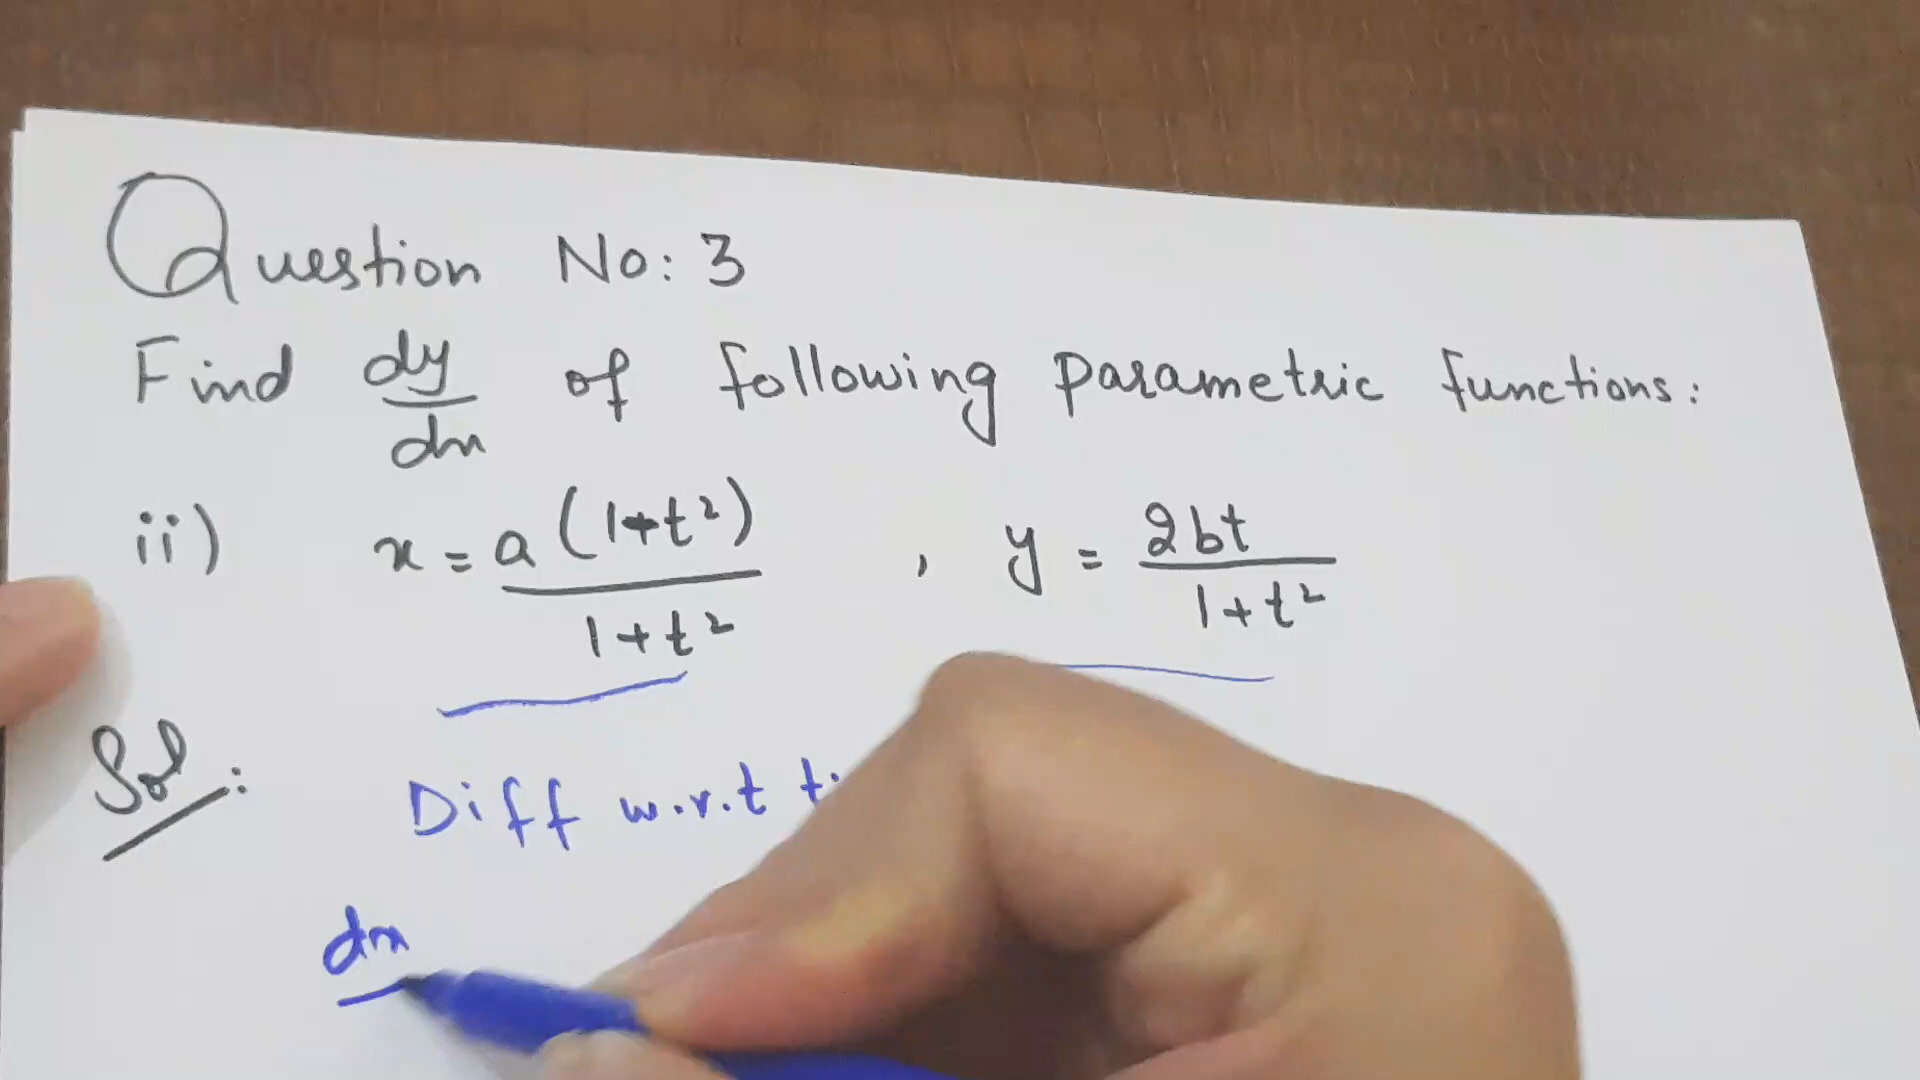 Question No: 3
Find dy/dx of following parametric functions:
ii) x = a(1+t²)/1+t² , y = 2bt/1+t²
Sol: Diff w.r.t t:
dx